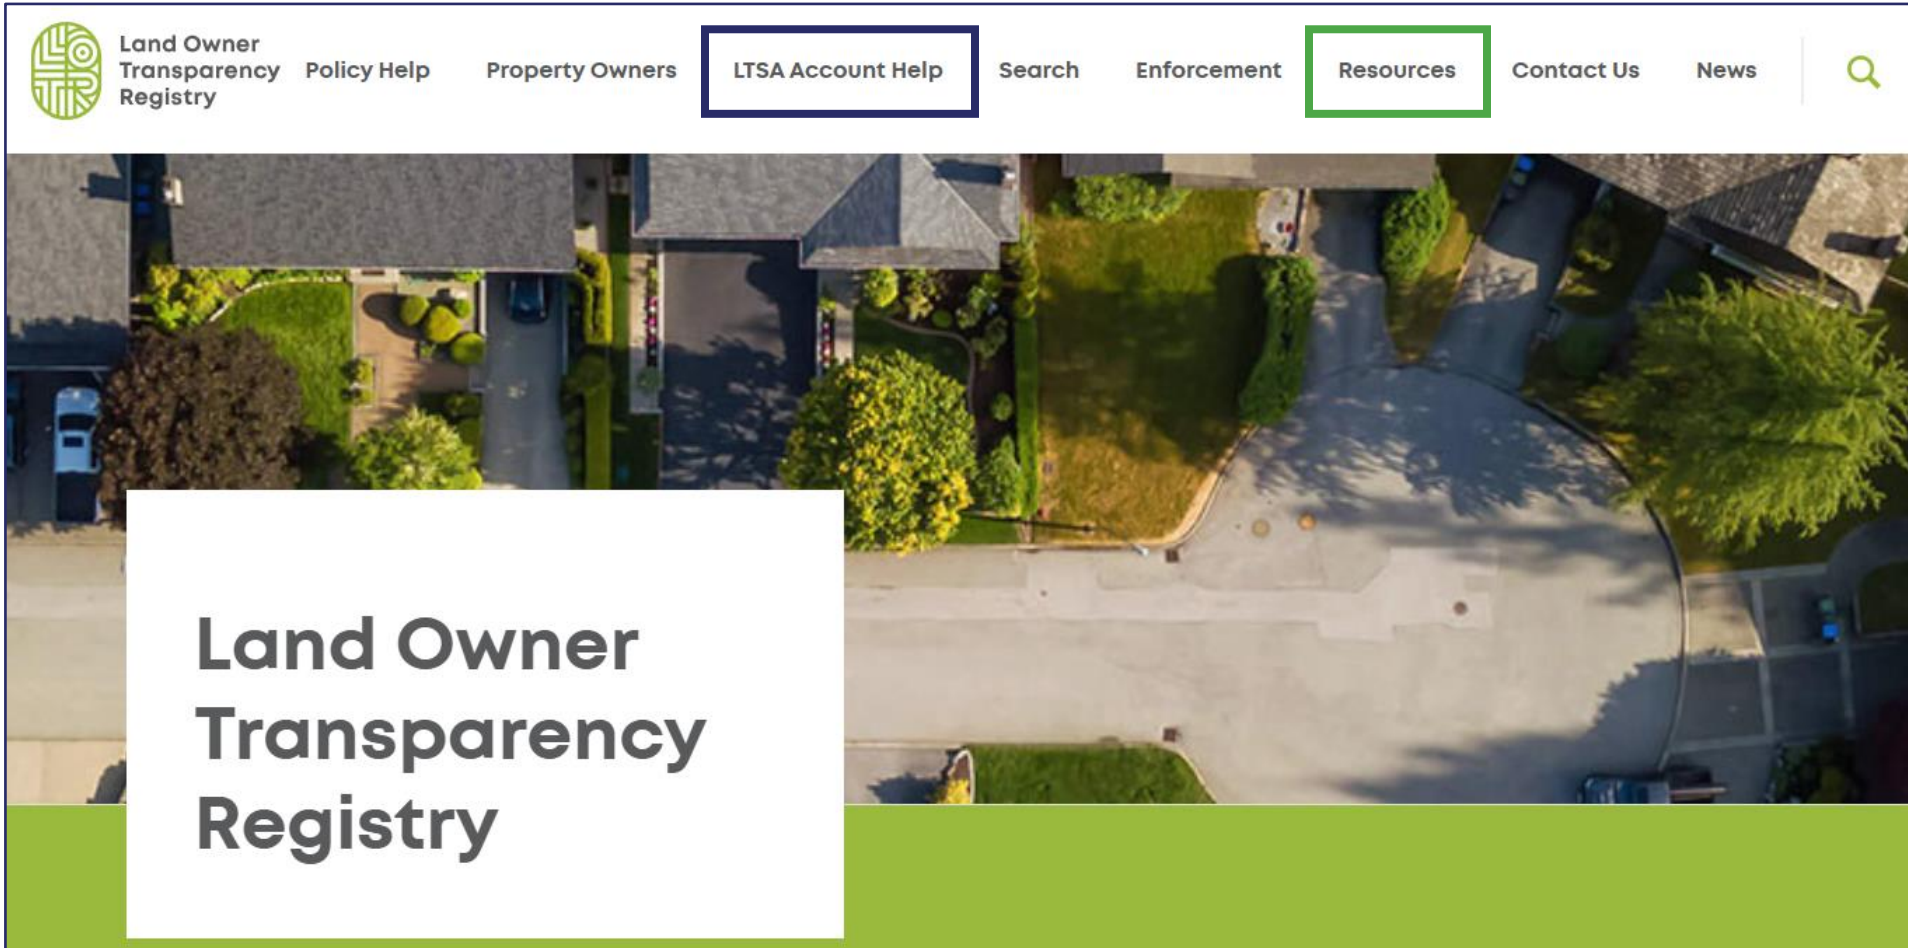 Land Owner
Transparency
Registry
Policy Help Property Owners LTSA Account Help Search Enforcement Resources Contact Us News
Land Owner
Transparency
Registry